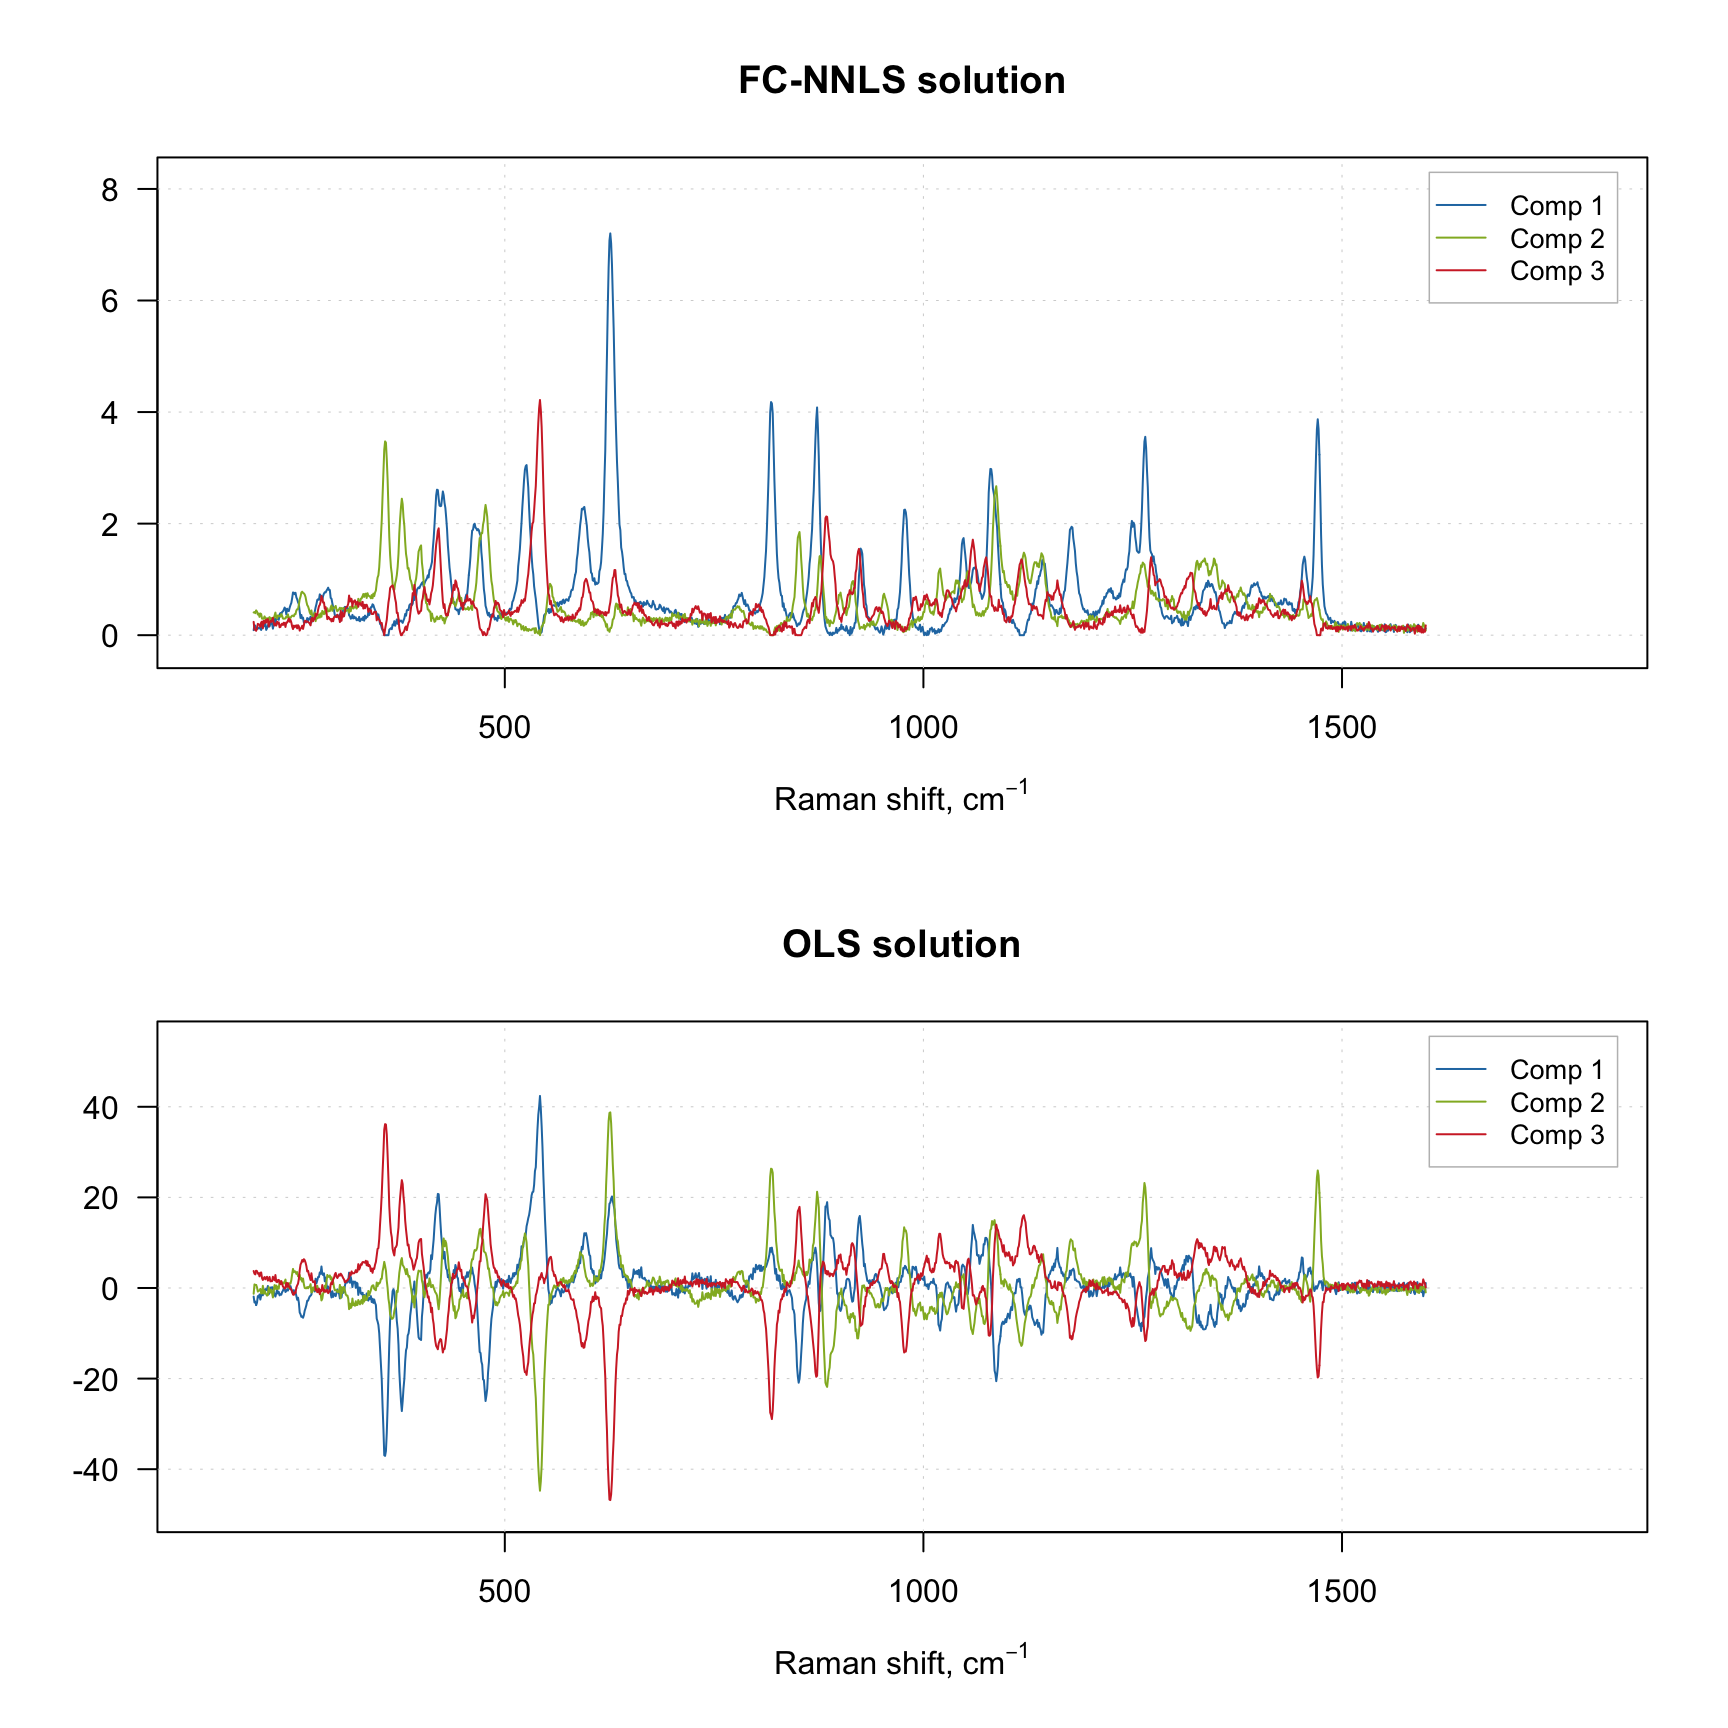 FC-NNLS solution
8
6
4
2
0
Comp 1
Comp 2
Comp 3
500 1000 1500
Raman shift, cm−1
OLS solution
40
20
0
-20
-40
Comp 1
Comp 2
Comp 3
500 1000 1500
Raman shift, cm−1